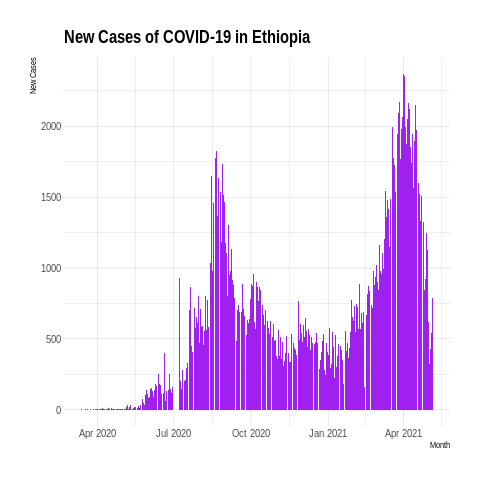 New Cases of COVID-19 in Ethiopia
New Cases
2000
1500
1000
500
0
Apr 2020 Jul 2020 Oct 2020 Jan 2021 Apr 2021
Month